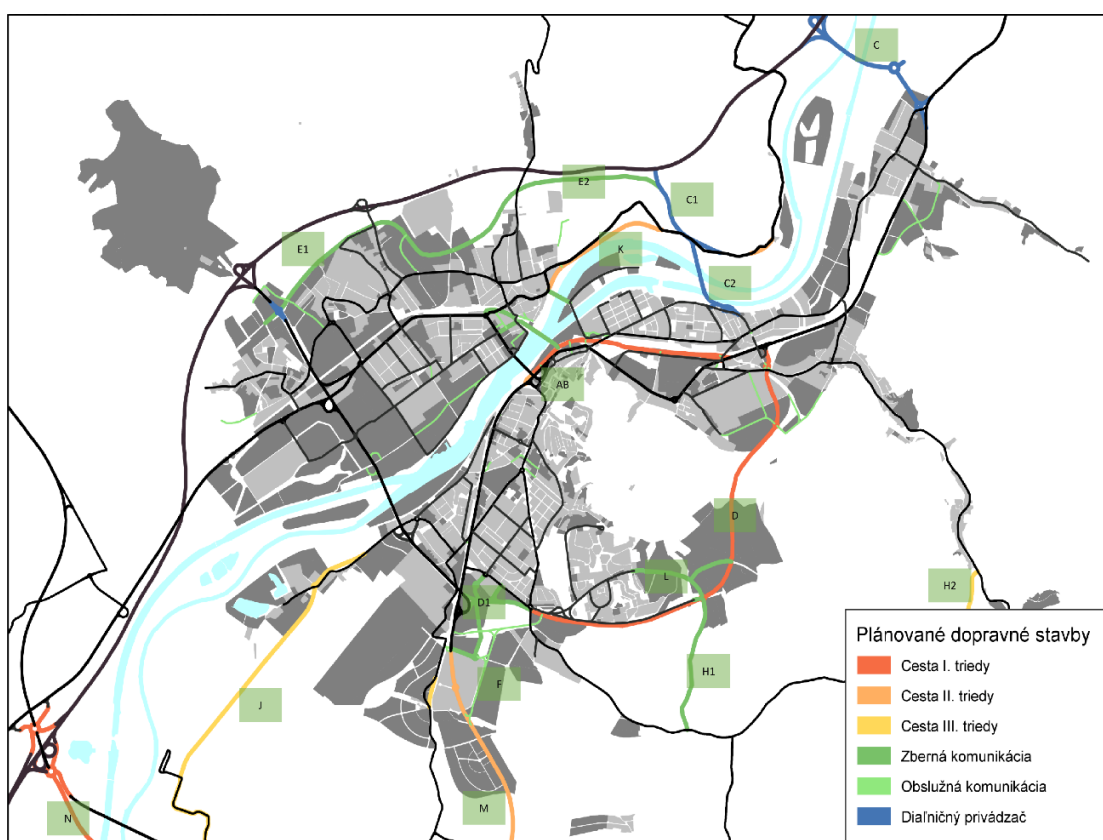 C
E2
C1
E1
K
C2
AB
D
L
H2
D1
H1
F
J
M
N
Plánované dopravné stavby
Cesta I. triedy
Cesta II. triedy
Cesta III. triedy
Zberná komunikácia
Obslužná komunikácia
Diaľničný privádzač